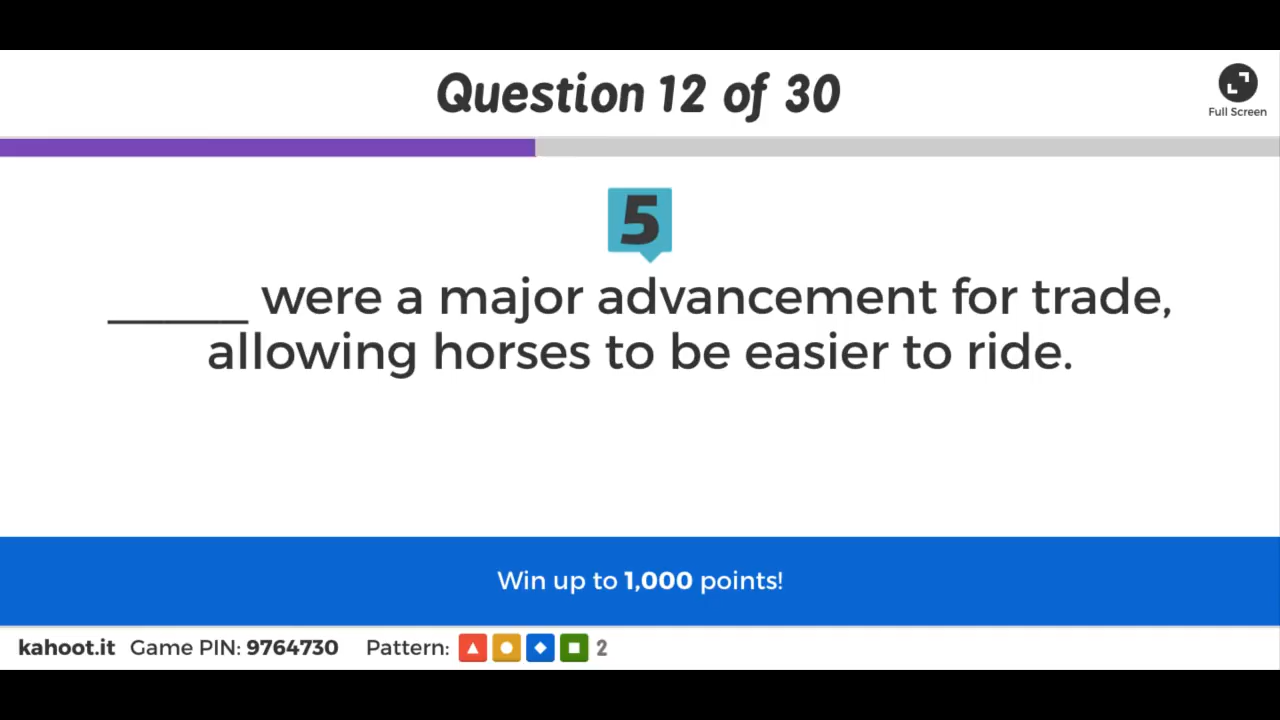 Question 12 of 30
Full Screen
5
______ were a major advancement for trade,
allowing horses to be easier to ride.
Win up to 1,000 points!
kahoot.it Game PIN: 9764730 Pattern: 2